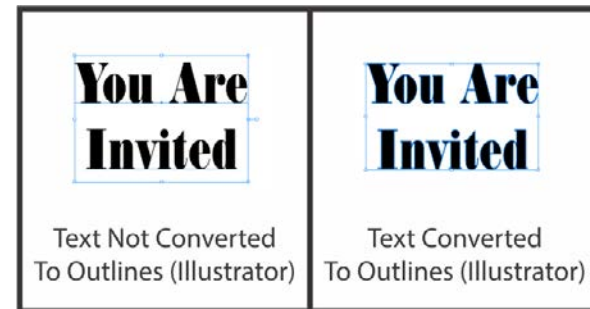 You Are
Invited
Text Not Converted
To Outlines (Illustrator)
You Are
Invited
Text Converted
To Outlines (Illustrator)